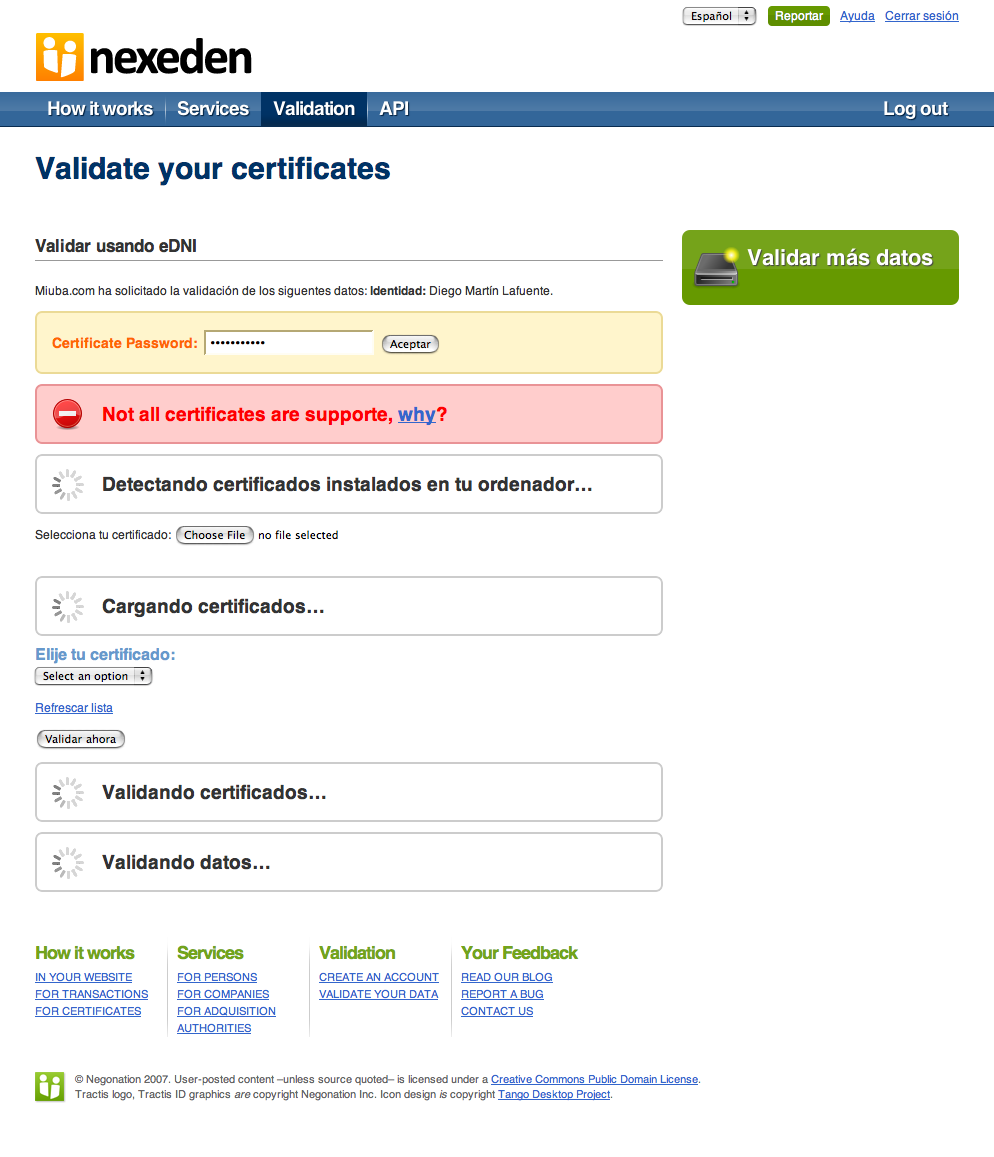 Español
Reportar
Ayuda
Cerrar sesión
nexeden
How it works
Services
Validation
API
Log out
Validate your certificates
Validar usando eDNI
Validar más datos
Miuba.com ha solicitado la validación de los siguentes datos: Identidad: Diego Martín Lafuente.
Certificate Password: ••••••••••• Aceptar
Not all certificates are supporte, why?
Detectando certificados instalados en tu ordenador...
Selecciona tu certificado: Choose File no file selected
Cargando certificados...
Elije tu certificado:
Select an option
Refrescar lista
Validar ahora
Validando certificados...
Validando datos...
How it works
IN YOUR WEBSITE
FOR TRANSACTIONS
FOR CERTIFICATES
Services
FOR PERSONS
FOR COMPANIES
FOR ADQUISITION
AUTHORITIES
Validation
CREATE AN ACCOUNT
VALIDATE YOUR DATA
Your Feedback
READ OUR BLOG
REPORT A BUG
CONTACT US
© Negonation 2007. User-posted content –unless source quoted– is licensed under a Creative Commons Public Domain License.
Tractis logo, Tractis ID graphics are copyright Negonation Inc. Icon design is copyright Tango Desktop Project.